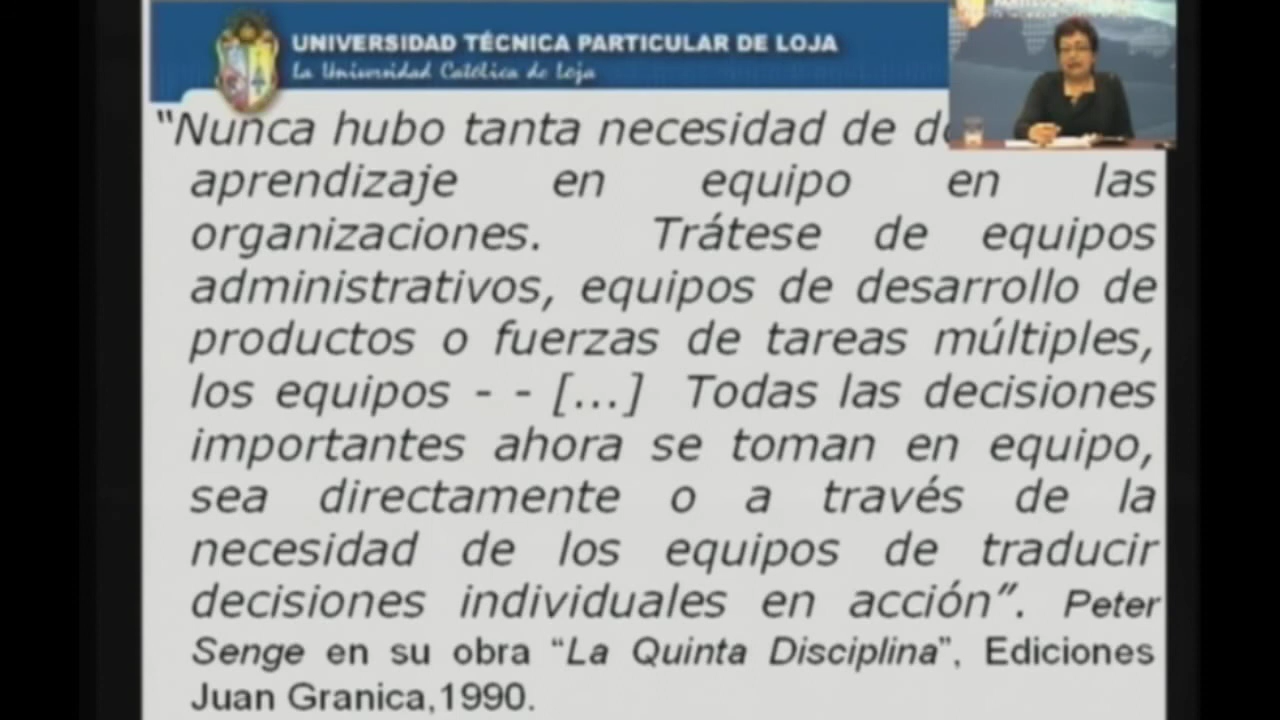 UNIVERSIDAD TÉCNICA PARTICULAR DE LOJA
La Universidad Católica de Loja
“Nunca hubo tanta necesidad de
aprendizaje en equipo en las
organizaciones. Trátese de equipos
administrativos, equipos de desarrollo de
productos o fuerzas de tareas múltiples,
los equipos - - [...] Todas las decisiones
importantes ahora se toman en equipo,
sea directamente o a través de la
necesidad de los equipos de traducir
decisiones individuales en acción”. Peter
Senge en su obra “La Quinta Disciplina”, Ediciones
Juan Granica,1990.